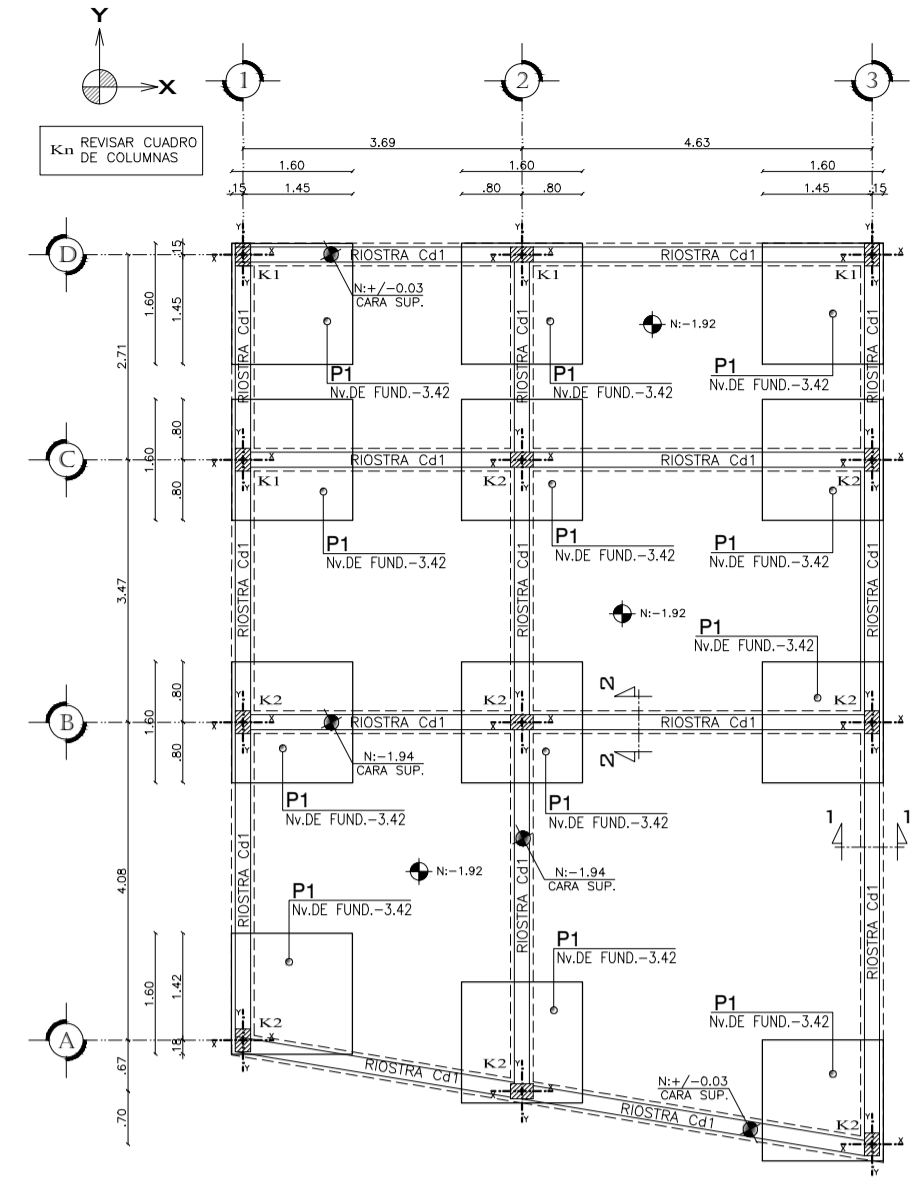 Y
X
1
2
3
Kn REVISAR CUADRO
DE COLUMNAS
3.69
4.63
1.60
1.60
1.60
.15
1.45
.80
.80
1.45
.15
D
RIOSTRA Cd1
RIOSTRA Cd1
K1
K1
K1
N:+/-0.03
CARA SUP.
.15
1.60
1.45
2.71
N:-1.92
RIOSTRA Cd1
RIOSTRA Cd1
RIOSTRA Cd1
P1
Nv.DE FUND.-3.42
P1
Nv.DE FUND.-3.42
P1
Nv.DE FUND.-3.42
C
.80
1.60
.80
RIOSTRA Cd1
RIOSTRA Cd1
K1
K2
K2
P1
Nv.DE FUND.-3.42
P1
Nv.DE FUND.-3.42
P1
Nv.DE FUND.-3.42
3.47
RIOSTRA Cd1
RIOSTRA Cd1
RIOSTRA Cd1
N:-1.92
P1
Nv.DE FUND.-3.42
B
.80
1.60
.80
K2
K2
K2
2
2
RIOSTRA Cd1
RIOSTRA Cd1
N:-1.94
CARA SUP.
P1
Nv.DE FUND.-3.42
P1
Nv.DE FUND.-3.42
1
1
4.08
RIOSTRA Cd1
RIOSTRA Cd1
RIOSTRA Cd1
N:-1.92
N:-1.94
CARA SUP.
P1
Nv.DE FUND.-3.42
P1
Nv.DE FUND.-3.42
P1
Nv.DE FUND.-3.42
A
1.60
1.42
.18
.67
.70
K2
K2
K2
RIOSTRA Cd1
RIOSTRA Cd1
N:+/-0.03
CARA SUP.